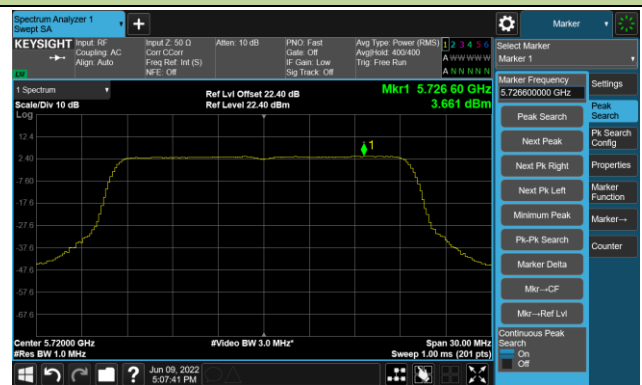 Spectrum Analyzer 1
Swept SA
+
Marker
KEYSIGHT
Input: RF
Coupling: AC
Align: Auto
Input Z: 50 Ω
Corr CCorr
Freq Ref: Int (S)
NFE: Off
Atten: 10 dB
PNO: Fast
Gate: Off
IF Gain: Low
Sig Track: Off
Avg Type: Power (RMS)
Avg|Hold: 400/400
Trig: Free Run
1 2 3 4 5 6
A W W W W W
A N N N N N
Select Marker
Marker 1
1 Spectrum
Scale/Div 10 dB
Log
Ref Lvl Offset 22.40 dB
Ref Level 22.40 dBm
Mkr1 5.726 60 GHz
3.661 dBm
1
12.4
2.40
-7.60
-17.6
-27.6
-37.6
-47.6
-57.6
-67.6
Center 5.72000 GHz
#Res BW 1.0 MHz
#Video BW 3.0 MHz*
Span 30.00 MHz
Sweep 1.00 ms (201 pts)
Marker Frequency
5.726600000 GHz
Peak Search
Next Peak
Next Pk Right
Next Pk Left
Minimum Peak
Pk-Pk Search
Marker Delta
Mkr→CF
Mkr→Ref Lvl
Continuous Peak
Search
On
Off
Settings
Peak
Search
Pk Search
Config
Properties
Marker
Function
Marker→
Counter
?
Jun 09, 2022
5:07:41 PM